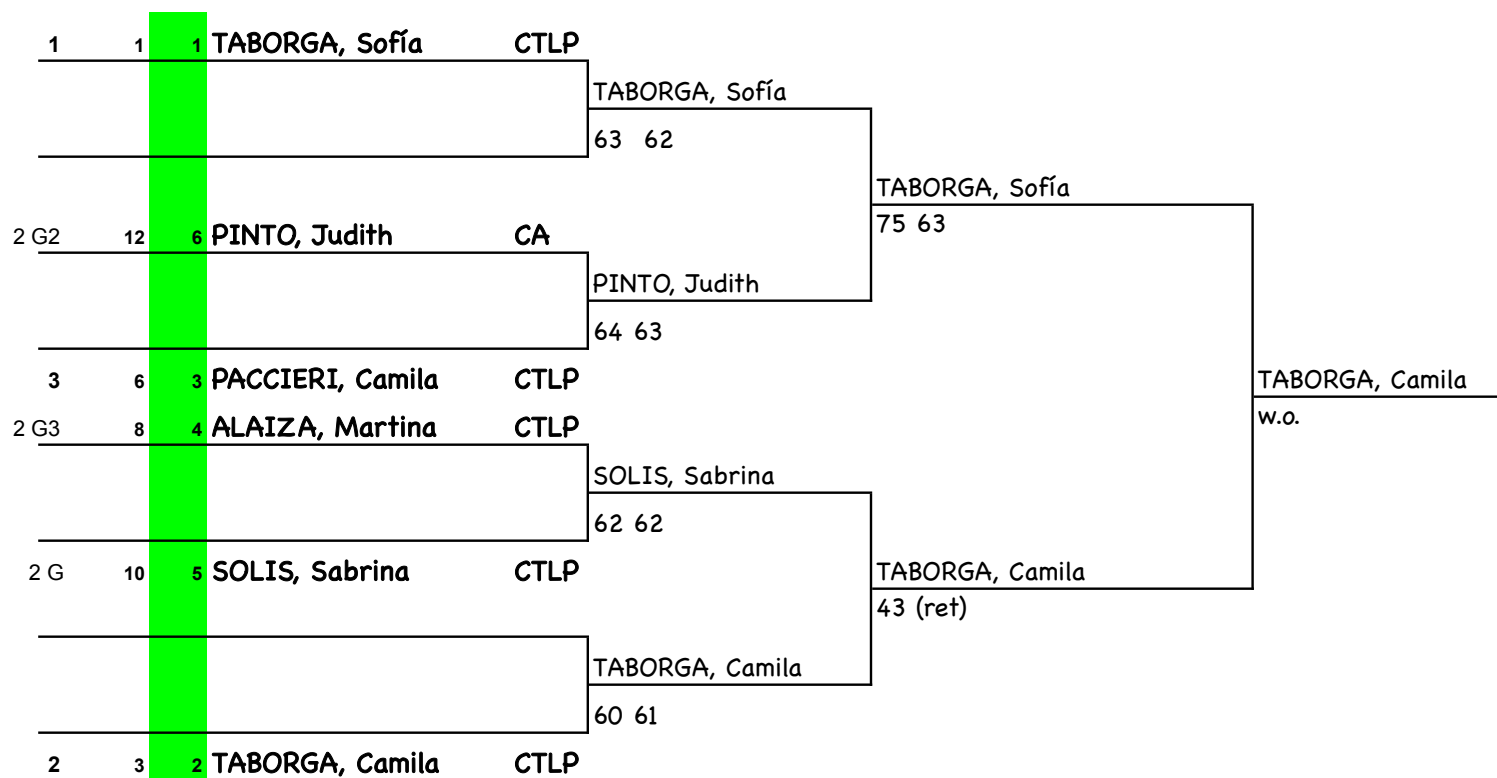 1 1 1 TABORGA, Sofía CTLP
TABORGA, Sofía
63 62
TABORGA, Sofía
75 63
2 G2 12 6 PINTO, Judith CA
PINTO, Judith
64 63
3 6 3 PACCIERI, Camila CTLP
TABORGA, Camila
w.o.
2 G3 8 4 ALAIZA, Martina CTLP
SOLIS, Sabrina
62 62
2 G 10 5 SOLIS, Sabrina CTLP
TABORGA, Camila
43 (ret)
TABORGA, Camila
60 61
2 3 2 TABORGA, Camila CTLP